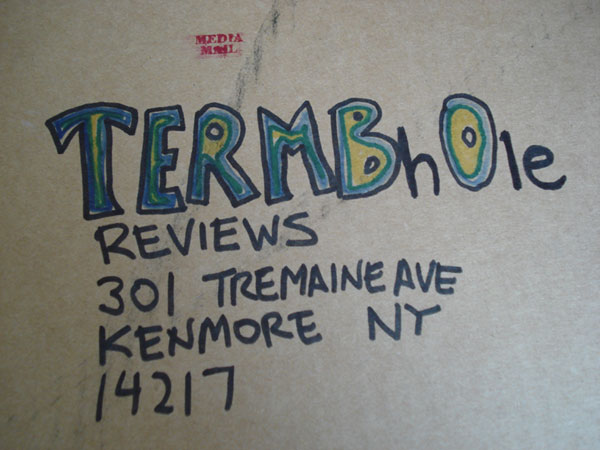 MEDIA
MAIL
TERMBhOle
REVIEWS
301 TREMAINE AVE
KENMORE NY
14217